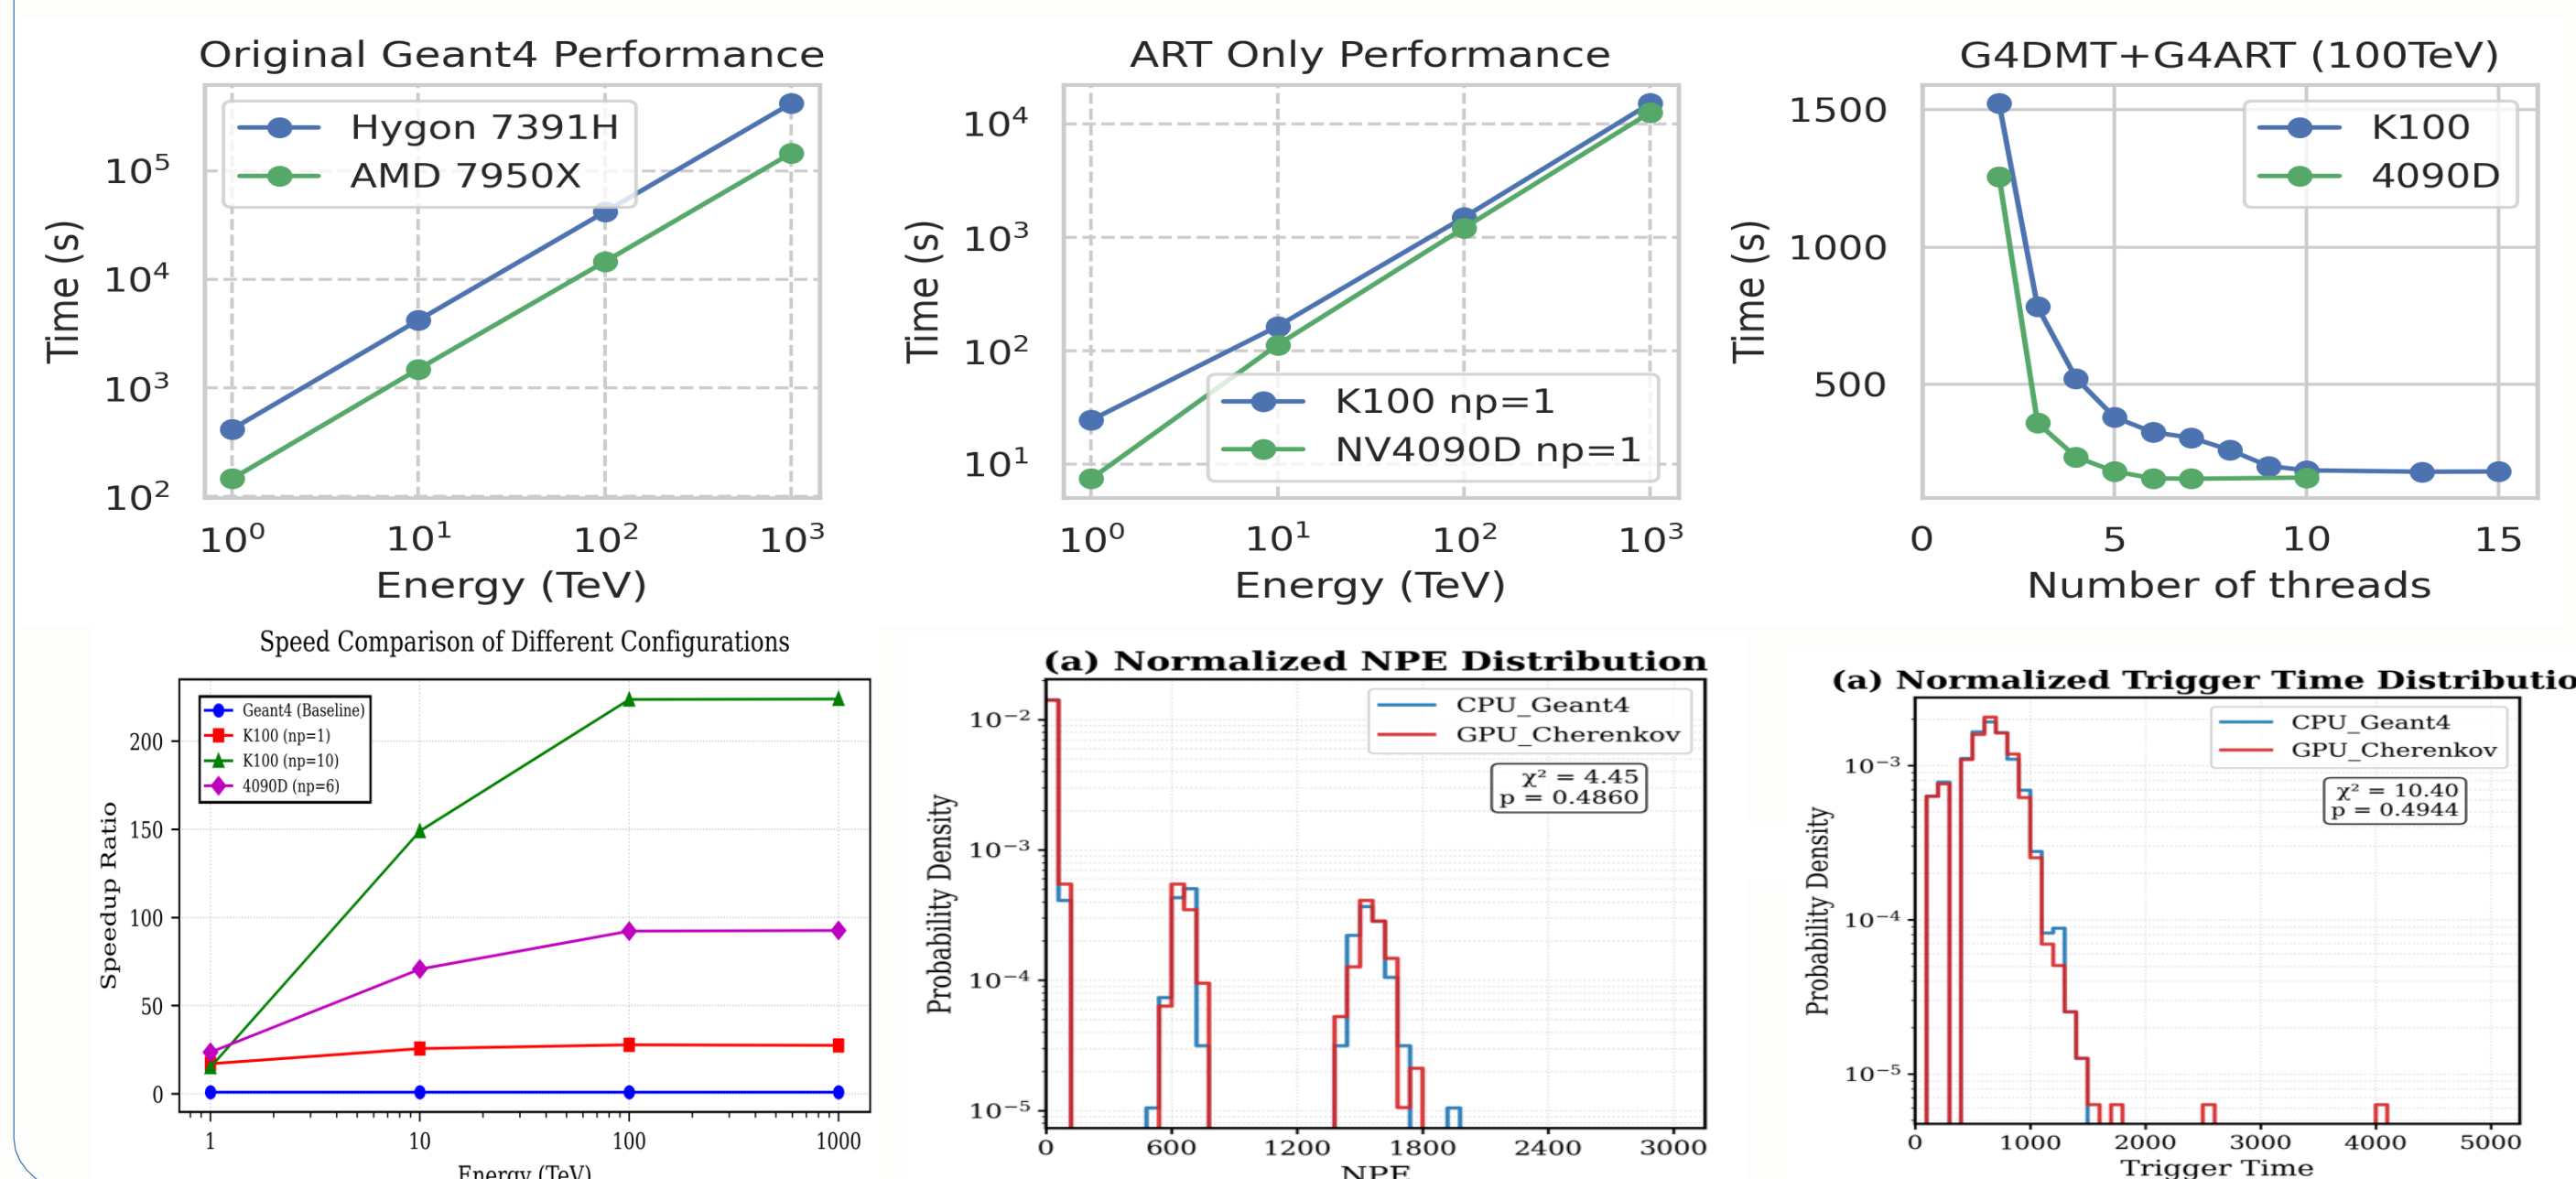 Original Geant4 Performance
Hygon 7391H
AMD 7950X
10⁵
10⁴
10³
10²
Time (s)
10⁰ 10¹ 10² 10³
Energy (TeV)
ART Only Performance
10⁴
10³
10²
10¹
Time (s)
K100 np=1
NV4090D np=1
10⁰ 10¹ 10² 10³
Energy (TeV)
G4DMT+G4ART (100TeV)
K100
4090D
1500
1000
500
Time (s)
0 5 10 15
Number of threads
Speed Comparison of Different Configurations
Geant4 (Baseline)
K100 (np=1)
K100 (np=10)
4090D (np=6)
200
150
100
50
0
Speedup Ratio
1 10 100 1000
Energy (TeV)
(a) Normalized NPE Distribution
CPU_Geant4
GPU_Cherenkov
χ² = 4.45
p = 0.4860
10⁻²
10⁻³
10⁻⁴
10⁻⁵
Probability Density
0 600 1200 1800 2400 3000
NPE
(a) Normalized Trigger Time Distributio
CPU_Geant4
GPU_Cherenkov
χ² = 10.40
p = 0.4944
10⁻³
10⁻⁴
10⁻⁵
Probability Density
0 1000 2000 3000 4000 5000
Trigger Time